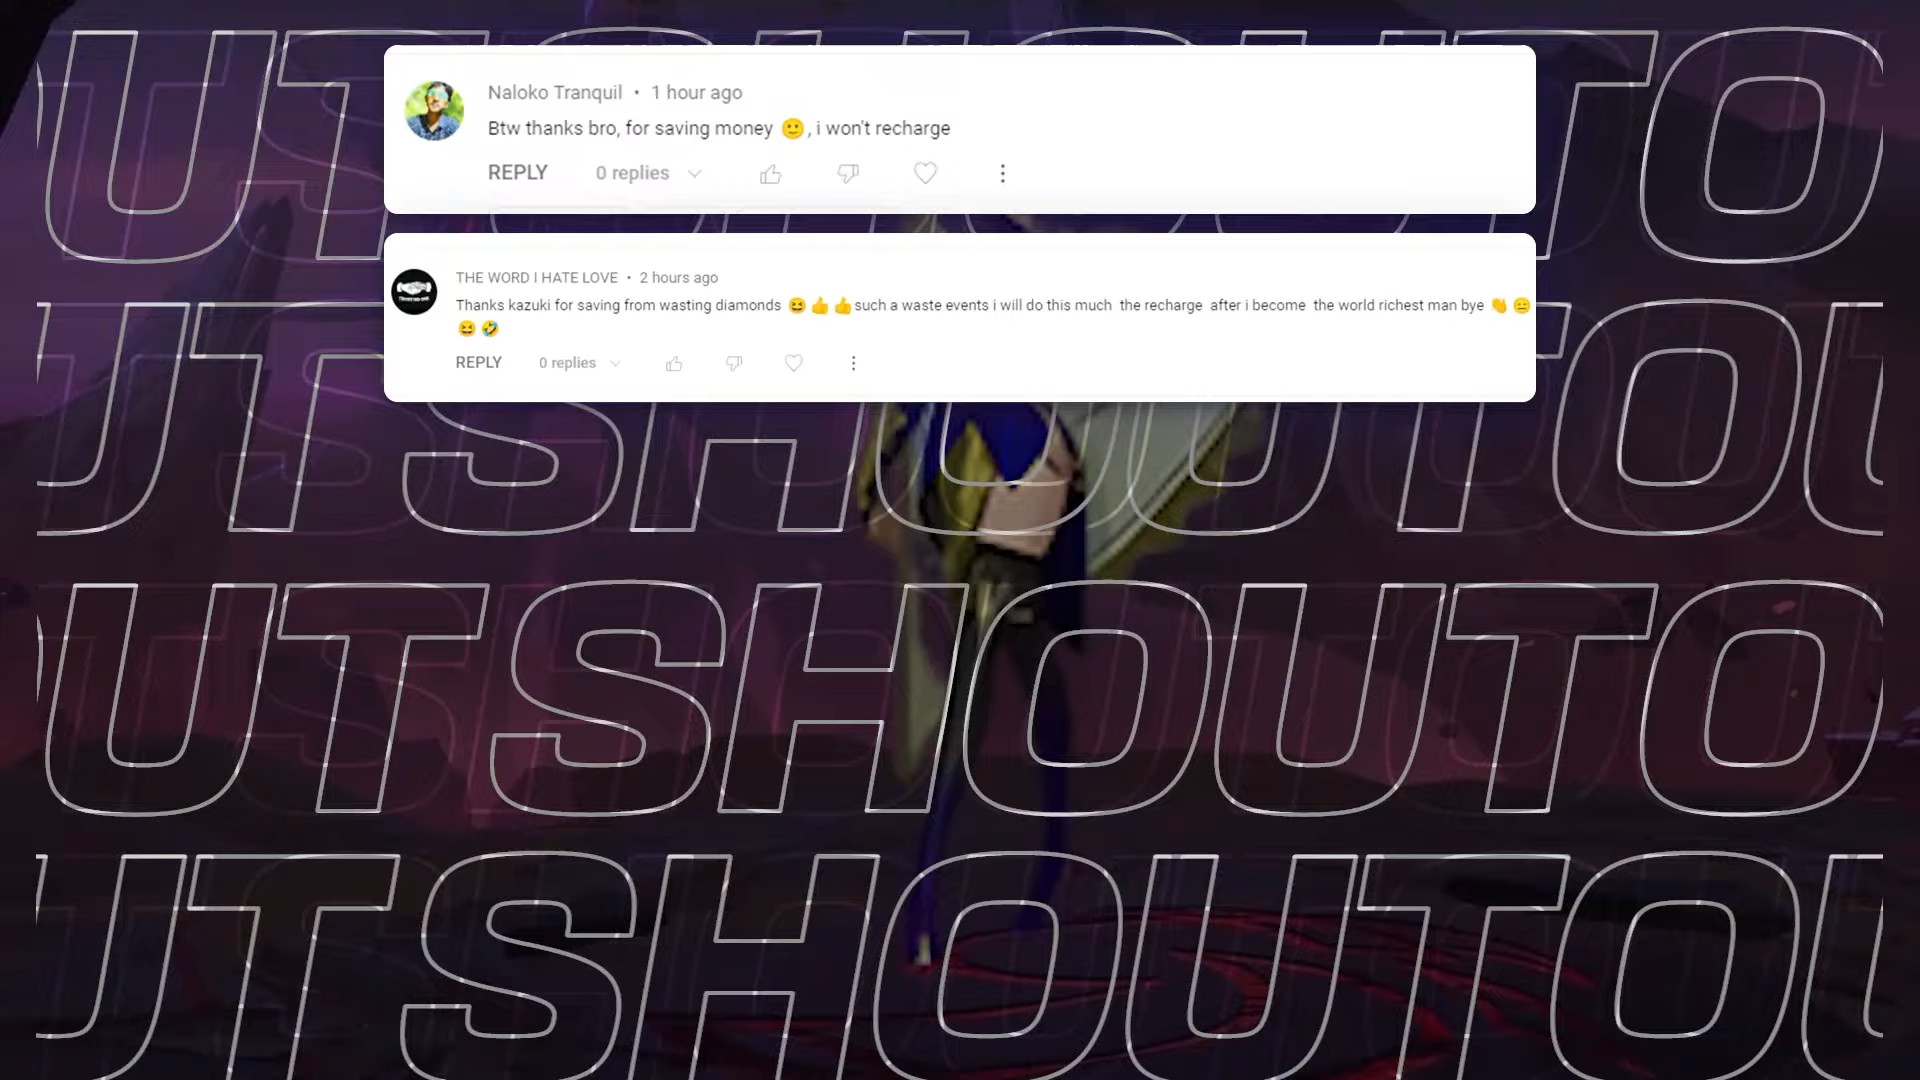 UTSHOUTO
Naloko Tranquil • 1 hour ago
Btw thanks bro, for saving money 🙂, i won't recharge
REPLY 0 replies
THE WORD I HATE LOVE • 2 hours ago
Thanks kazuki for saving from wasting diamonds 😆 👍 👍 such a waste events i will do this much the recharge after i become the world richest man bye 👋 😑
😆 🤣
REPLY 0 replies
UTSHOUTOU
UTSHOUTO
UTSHOUTOU